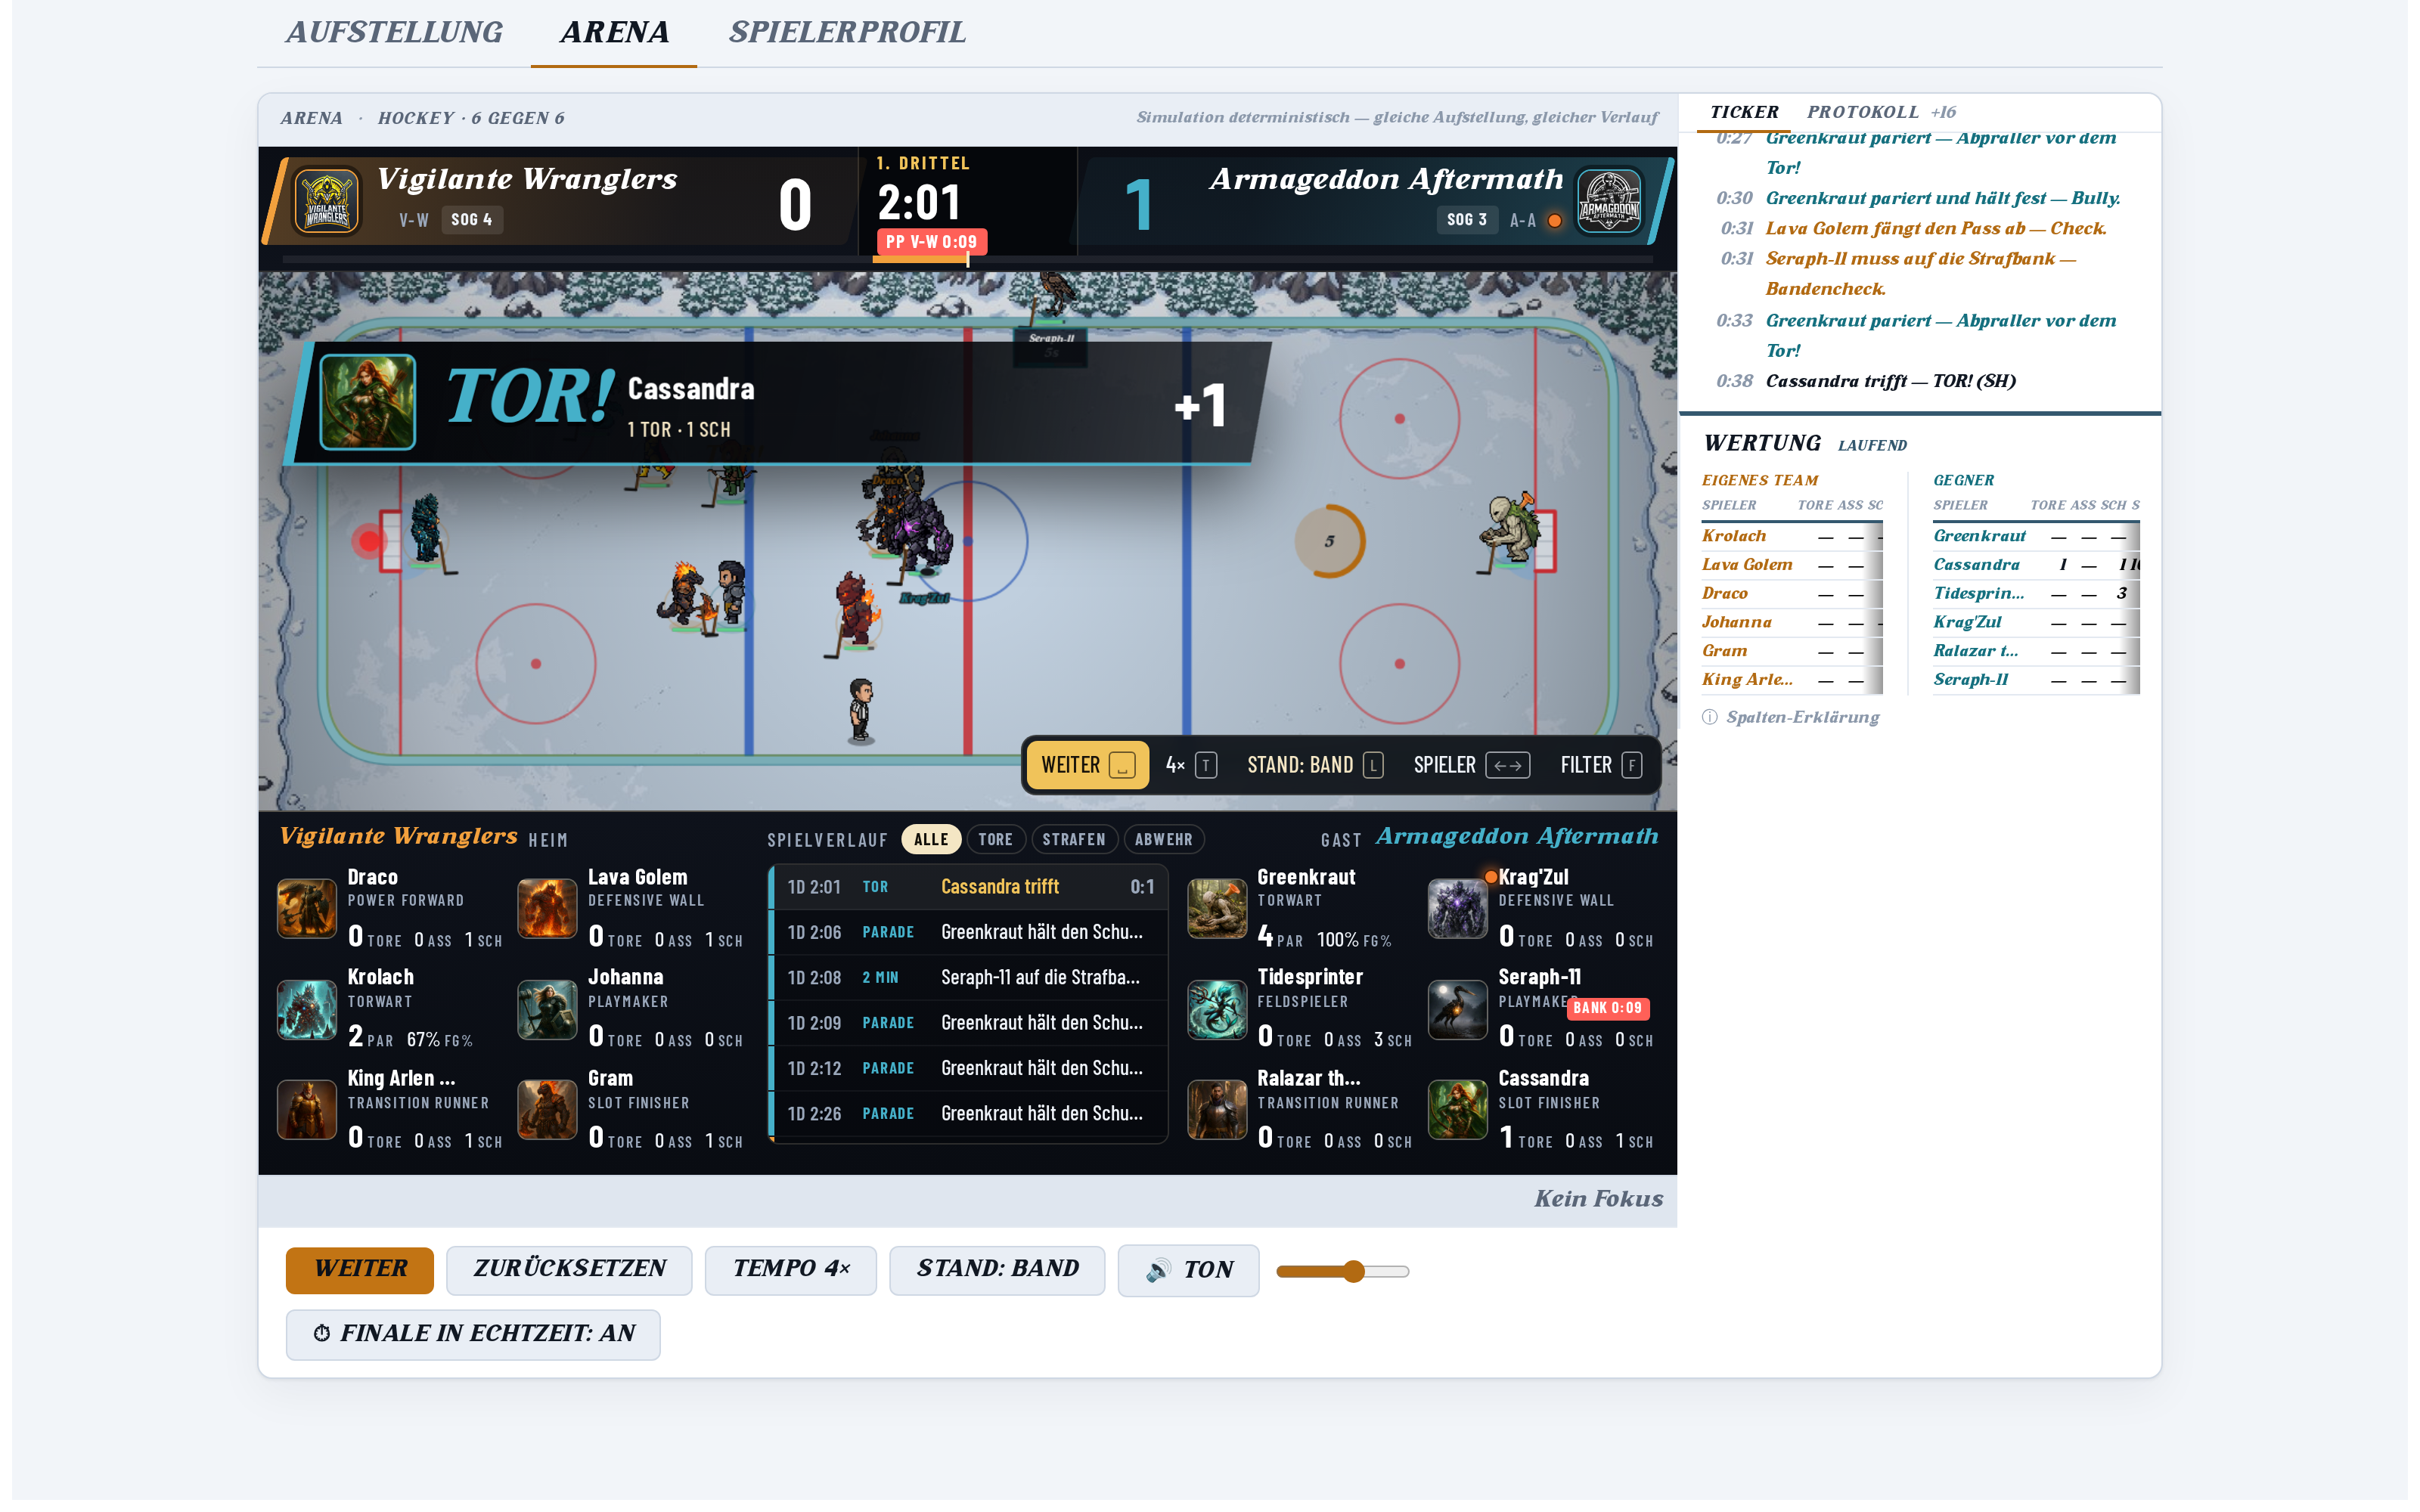 AUFSTELLUNG ARENA SPIELERPROFIL
ARENA · HOCKEY · 6 GEGEN 6
Simulation deterministisch — gleiche Aufstellung, gleicher Verlauf
VIGILANTE WRANGLERS
Vigilante Wranglers
V-W SOG 4
0
1. DRITTEL
2:01
PP V-W 0:09
1
Armageddon Aftermath
SOG 3 A-A
ARMAGEDDON AFTERMATH
Seraph-II
5s
TOR! Cassandra
1 TOR · 1 SCH
+1
Draco
5
Krag'Zul
WEITER 4× T STAND: BAND L SPIELER ←→ FILTER F
Vigilante Wranglers HEIM
Draco
POWER FORWARD
0 TORE 0 ASS 1 SCH
Lava Golem
DEFENSIVE WALL
0 TORE 0 ASS 1 SCH
Krolach
TORWART
2 PAR 67% FG%
Johanna
PLAYMAKER
0 TORE 0 ASS 0 SCH
King Arlen ...
TRANSITION RUNNER
0 TORE 0 ASS 1 SCH
Gram
SLOT FINISHER
0 TORE 0 ASS 1 SCH
SPIELVERLAUF ALLE TORE STRAFEN ABWEHR
1D 2:01 TOR Cassandra trifft 0:1
1D 2:06 PARADE Greenkraut hält den Schu...
1D 2:08 2 MIN Seraph-11 auf die Strafba...
1D 2:09 PARADE Greenkraut hält den Schu...
1D 2:12 PARADE Greenkraut hält den Schu...
1D 2:26 PARADE Greenkraut hält den Schu...
GAST Armageddon Aftermath
Greenkraut
TORWART
4 PAR 100% FG%
Krag'Zul
DEFENSIVE WALL
0 TORE 0 ASS 0 SCH
Tidesprinter
FELDSPIELER
0 TORE 0 ASS 3 SCH
Seraph-11
PLAYMAKER
BANK 0:09
0 TORE 0 ASS 0 SCH
Ralazar th...
TRANSITION RUNNER
0 TORE 0 ASS 0 SCH
Cassandra
SLOT FINISHER
1 TORE 0 ASS 1 SCH
Kein Fokus
WEITER ZURÜCKSETZEN TEMPO 4× STAND: BAND TON
FINALE IN ECHTZEIT: AN
TICKER PROTOKOLL +16
0:27 Greenkraut pariert — Abpraller vor dem
Tor!
0:30 Greenkraut pariert und hält fest — Bully.
0:31 Lava Golem fängt den Pass ab — Check.
0:31 Seraph-II muss auf die Strafbank —
Bandencheck.
0:33 Greenkraut pariert — Abpraller vor dem
Tor!
0:38 Cassandra trifft — TOR! (SH)
WERTUNG LAUFEND
EIGENES TEAM
SPIELER TORE ASS SC
Krolach — — -
Lava Golem — —
Draco — —
Johanna — — -
Gram — —
King Arle... — —
GEGNER
SPIELER TORE ASS SCH S
Greenkraut — — —
Cassandra 1 — 1
Tidesprin... — — 3
Krag'Zul — — —
Ralazar t... — — —
Seraph-II — — —
ⓘ Spalten-Erklärung